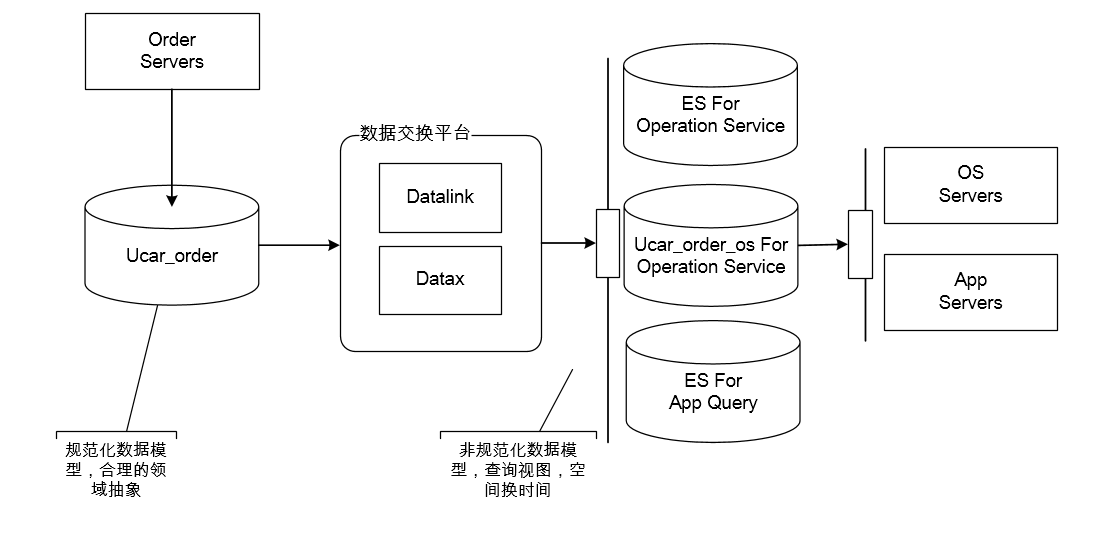 Order
Servers
数据交换平台
Datalink
Datax
Ucar_order
ES For
Operation Service
Ucar_order_os For
Operation Service
ES For
App Query
OS
Servers
App
Servers
规范化数据模
型，合理的领
域抽象
非规范化数据模
型，查询视图，空
间换时间